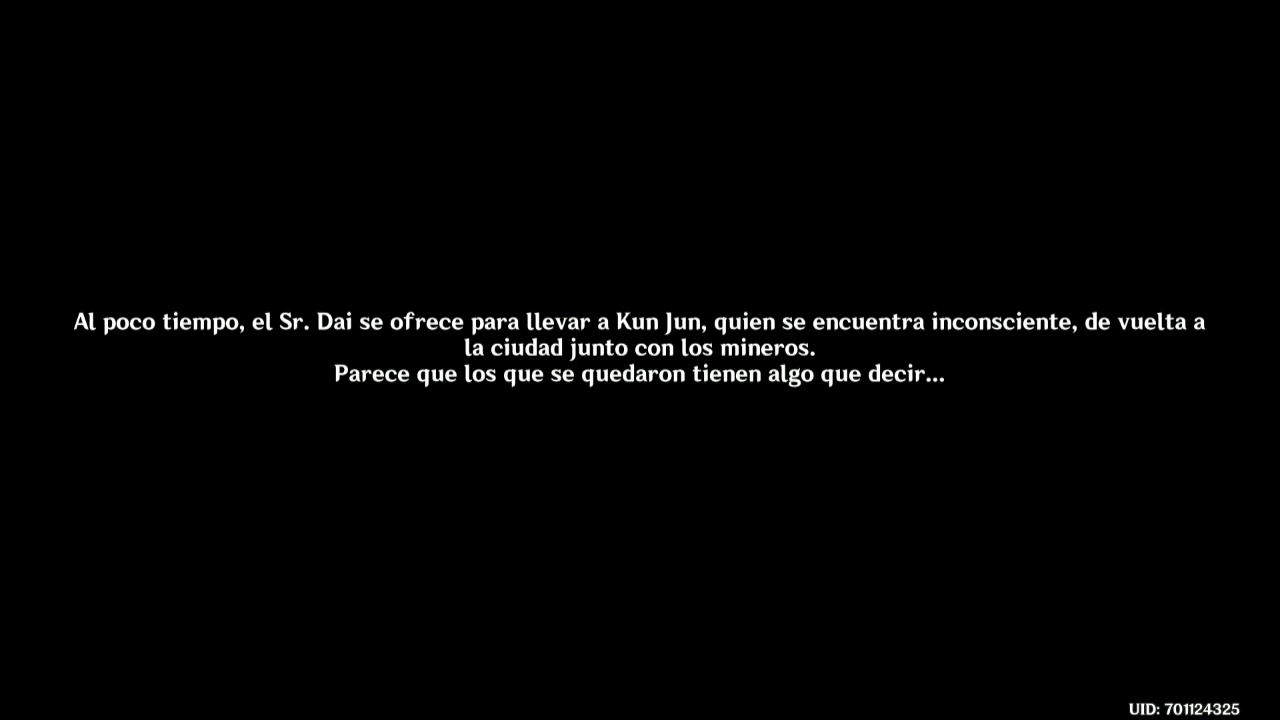 Al poco tiempo, el Sr. Dai se ofrece para llevar a Kun Jun, quien se encuentra inconsciente, de vuelta a
la ciudad junto con los mineros.
Parece que los que se quedaron tienen algo que decir...
UID: 701124325